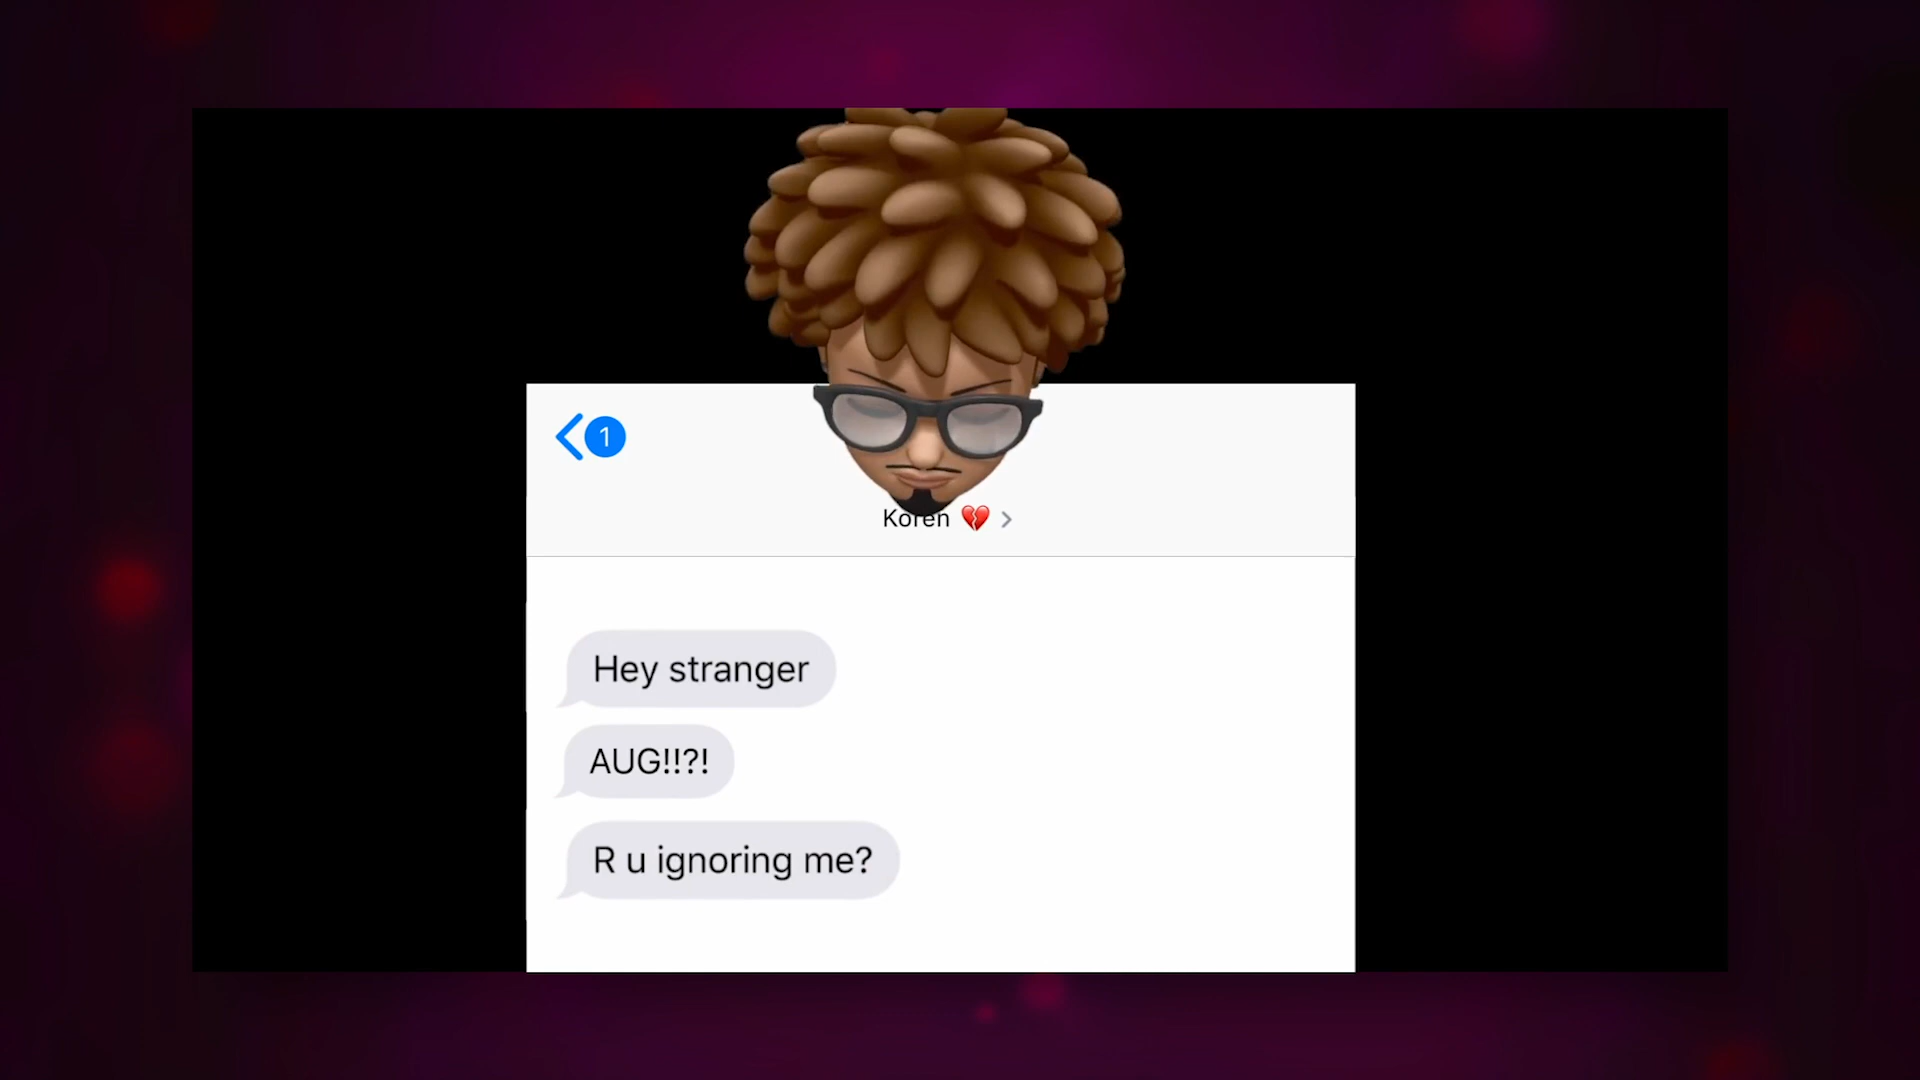 1
Koren 💔
Hey stranger
AUG!!?!
R u ignoring me?